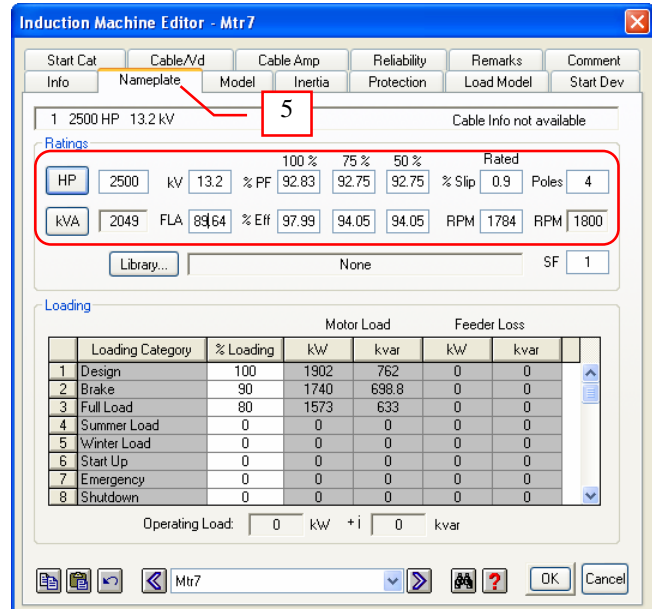 Induction Machine Editor - Mtr7
Start Cat Cable/Vd Cable Amp Reliability Remarks Comment
Info Nameplate Model Inertia Protection Load Model Start Dev
5
1 2500 HP 13.2 kV Cable Info not available
Ratings
100 % 75 % 50 % Rated
HP 2500 kV 13.2 % PF 92.83 92.75 92.75 % Slip 0.9 Poles 4
kVA 2049 FLA 89.64 % Eff 97.99 94.05 94.05 RPM 1784 RPM 1800
Library... None SF 1
Loading
Motor Load Feeder Loss
Loading Category % Loading kW kvar kW kvar
1 Design 100 1902 762 0 0
2 Brake 90 1740 698.8 0 0
3 Full Load 80 1573 633 0 0
4 Summer Load 0 0 0 0 0
5 Winter Load 0 0 0 0 0
6 Start Up 0 0 0 0 0
7 Emergency 0 0 0 0 0
8 Shutdown 0 0 0 0 0
Operating Load: 0 kW + i 0 kvar
Mtr7 ? OK Cancel